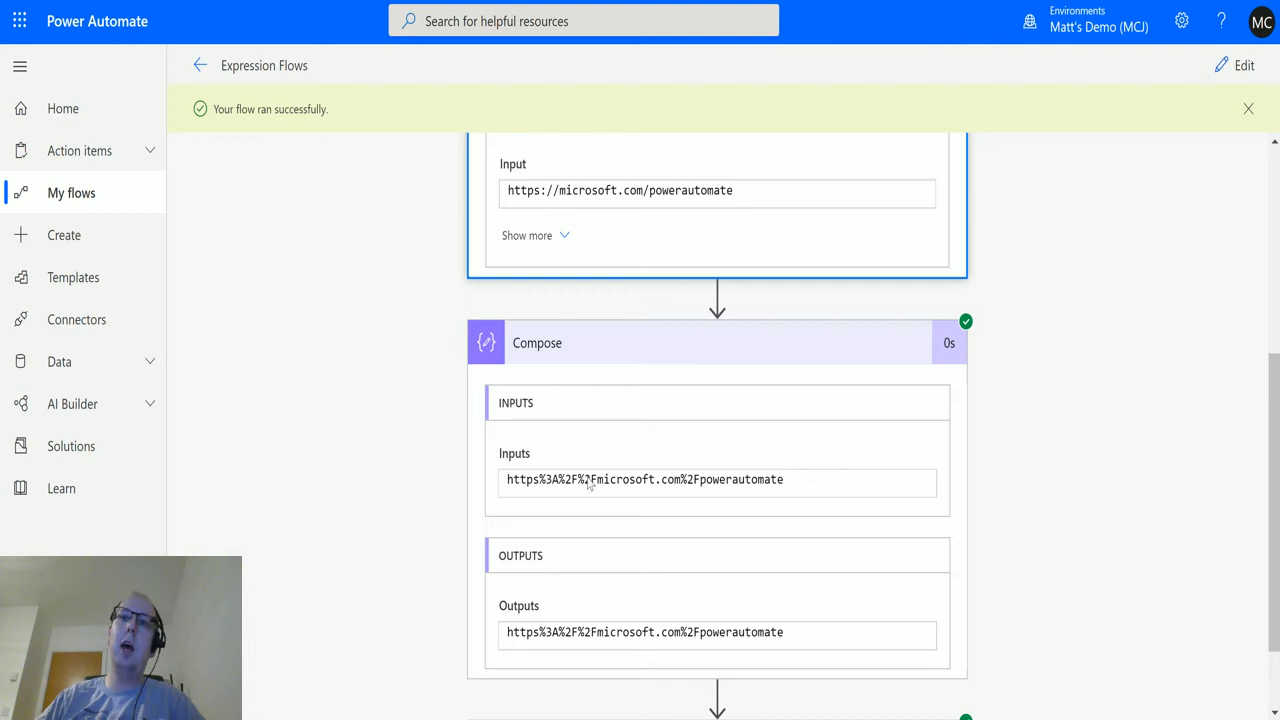 Power Automate
Search for helpful resources
Environments
Matt's Demo (MCJ)
?
MC
Expression Flows
Edit
Your flow ran successfully.
Home
Action items
My flows
Create
Templates
Connectors
Data
AI Builder
Solutions
Learn
Input
https://microsoft.com/powerautomate
Show more
Compose
0s
INPUTS
Inputs
https%3A%2F%2Fmicrosoft.com%2Fpowerautomate
OUTPUTS
Outputs
https%3A%2F%2Fmicrosoft.com%2Fpowerautomate